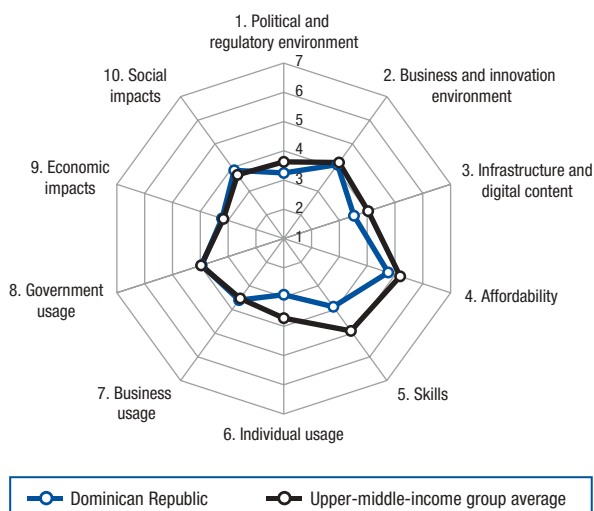 1. Political and
regulatory environment
10. Social
impacts
2. Business and innovation
environment
9. Economic
impacts
3. Infrastructure and
digital content
8. Government
usage
4. Affordability
7. Business
usage
5. Skills
6. Individual usage
7
6
5
4
3
2
1
Dominican Republic
Upper-middle-income group average